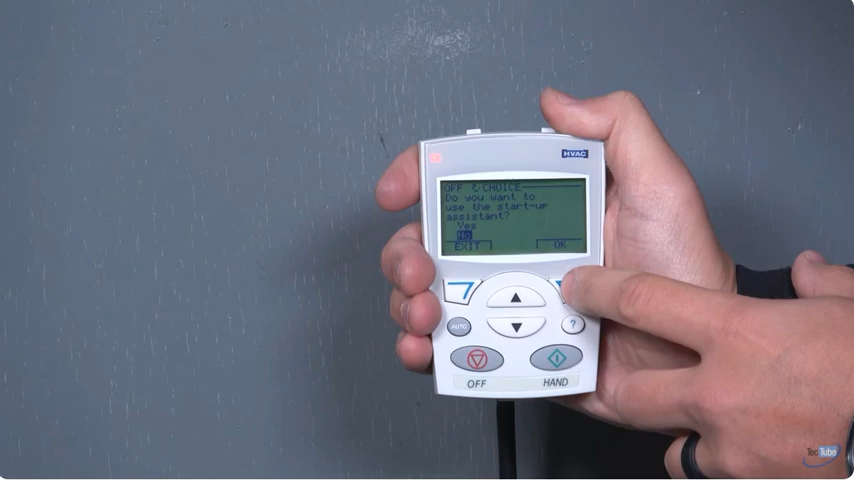 HVAC
OFF ↻ CHOICE
Do you want to
use the start-up
assistant?
Yes
No
EXIT OK
AUTO ?
OFF HAND
TecTube